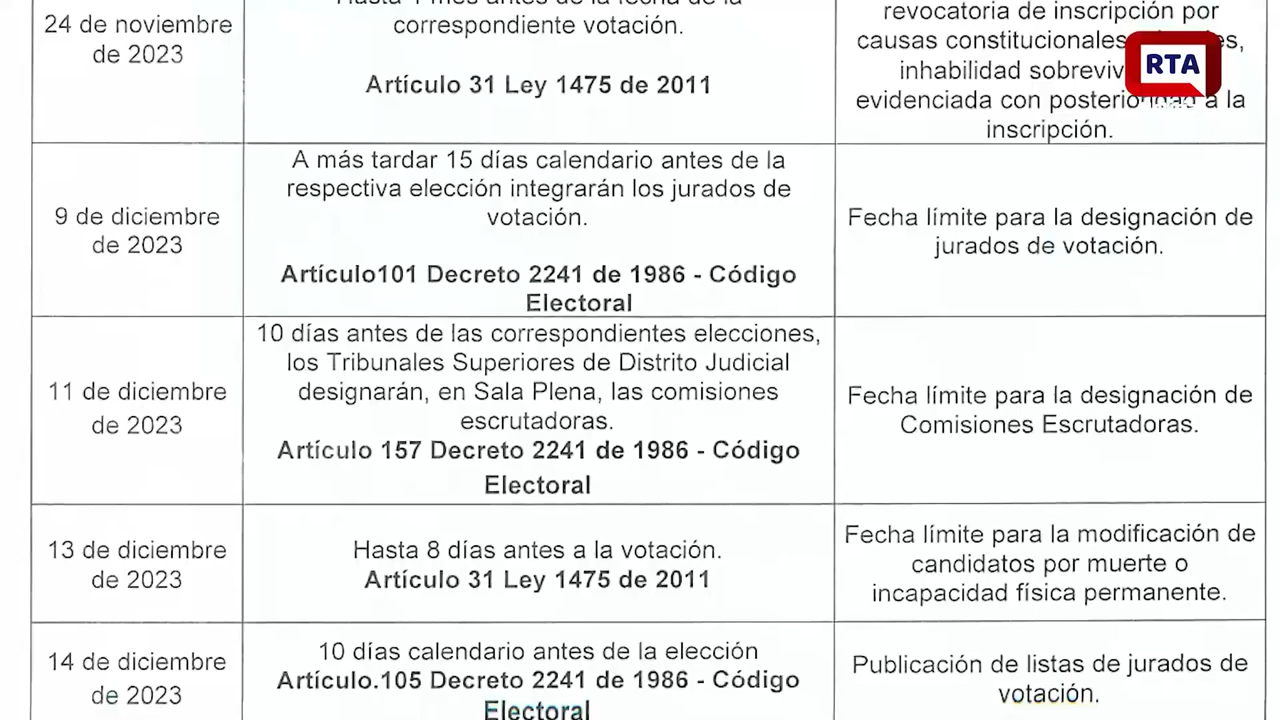 24 de noviembre
de 2023
correspondiente votación.
Artículo 31 Ley 1475 de 2011
revocatoria de inscripción por
causas constitucionales
inhabilidad
evidenciada con a la
inscripción.
RTA
9 de diciembre
de 2023
A más tardar 15 días calendario antes de la
respectiva elección integrarán los jurados de
votación.
Artículo101 Decreto 2241 de 1986 - Código
Electoral
Fecha límite para la designación de
jurados de votación.
11 de diciembre
de 2023
10 días antes de las correspondientes elecciones,
los Tribunales Superiores de Distrito Judicial
designarán, en Sala Plena, las comisiones
escrutadoras.
Artículo 157 Decreto 2241 de 1986 - Código
Electoral
Fecha límite para la designación de
Comisiones Escrutadoras.
13 de diciembre
de 2023
Hasta 8 días antes a la votación.
Artículo 31 Ley 1475 de 2011
Fecha límite para la modificación de
candidatos por muerte o
incapacidad física permanente.
14 de diciembre
de 2023
10 días calendario antes de la elección
Artículo.105 Decreto 2241 de 1986 - Código
Electoral
Publicación de listas de jurados de
votación.